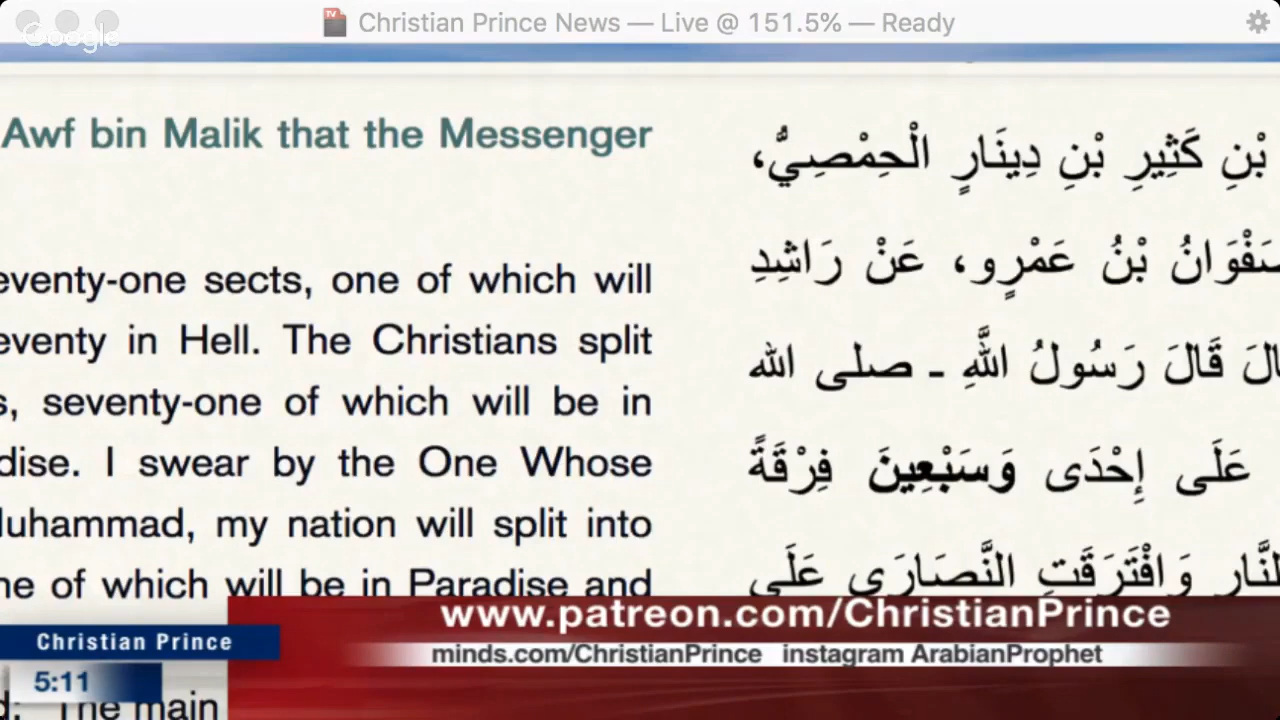 Christian Prince News — Live @ 151.5% — Ready
Google
Awf bin Malik that the Messenger
eventy-one sects, one of which will
eventy in Hell. The Christians split
s, seventy-one of which will be in
dise. I swear by the One Whose
Muhammad, my nation will split into
ne of which will be in Paradise and
بْنِ كَثِيرِ بْنِ دِينَارٍ الْحِمْصِيُّ،
صَفْوَانُ بْنُ عَمْرٍو، عَنْ رَاشِدِ
قَالَ رَسُولُ اللَّهِ ـ صلى الله
عَلَى إِحْدَى وَسَبْعِينَ فِرْقَةً
النَّارِ وَافْتَرَقَتِ النَّصَارَى عَلَى
www.patreon.com/ChristianPrince
minds.com/ChristianPrince instagram ArabianProphet
Christian Prince
5:11
d: The main